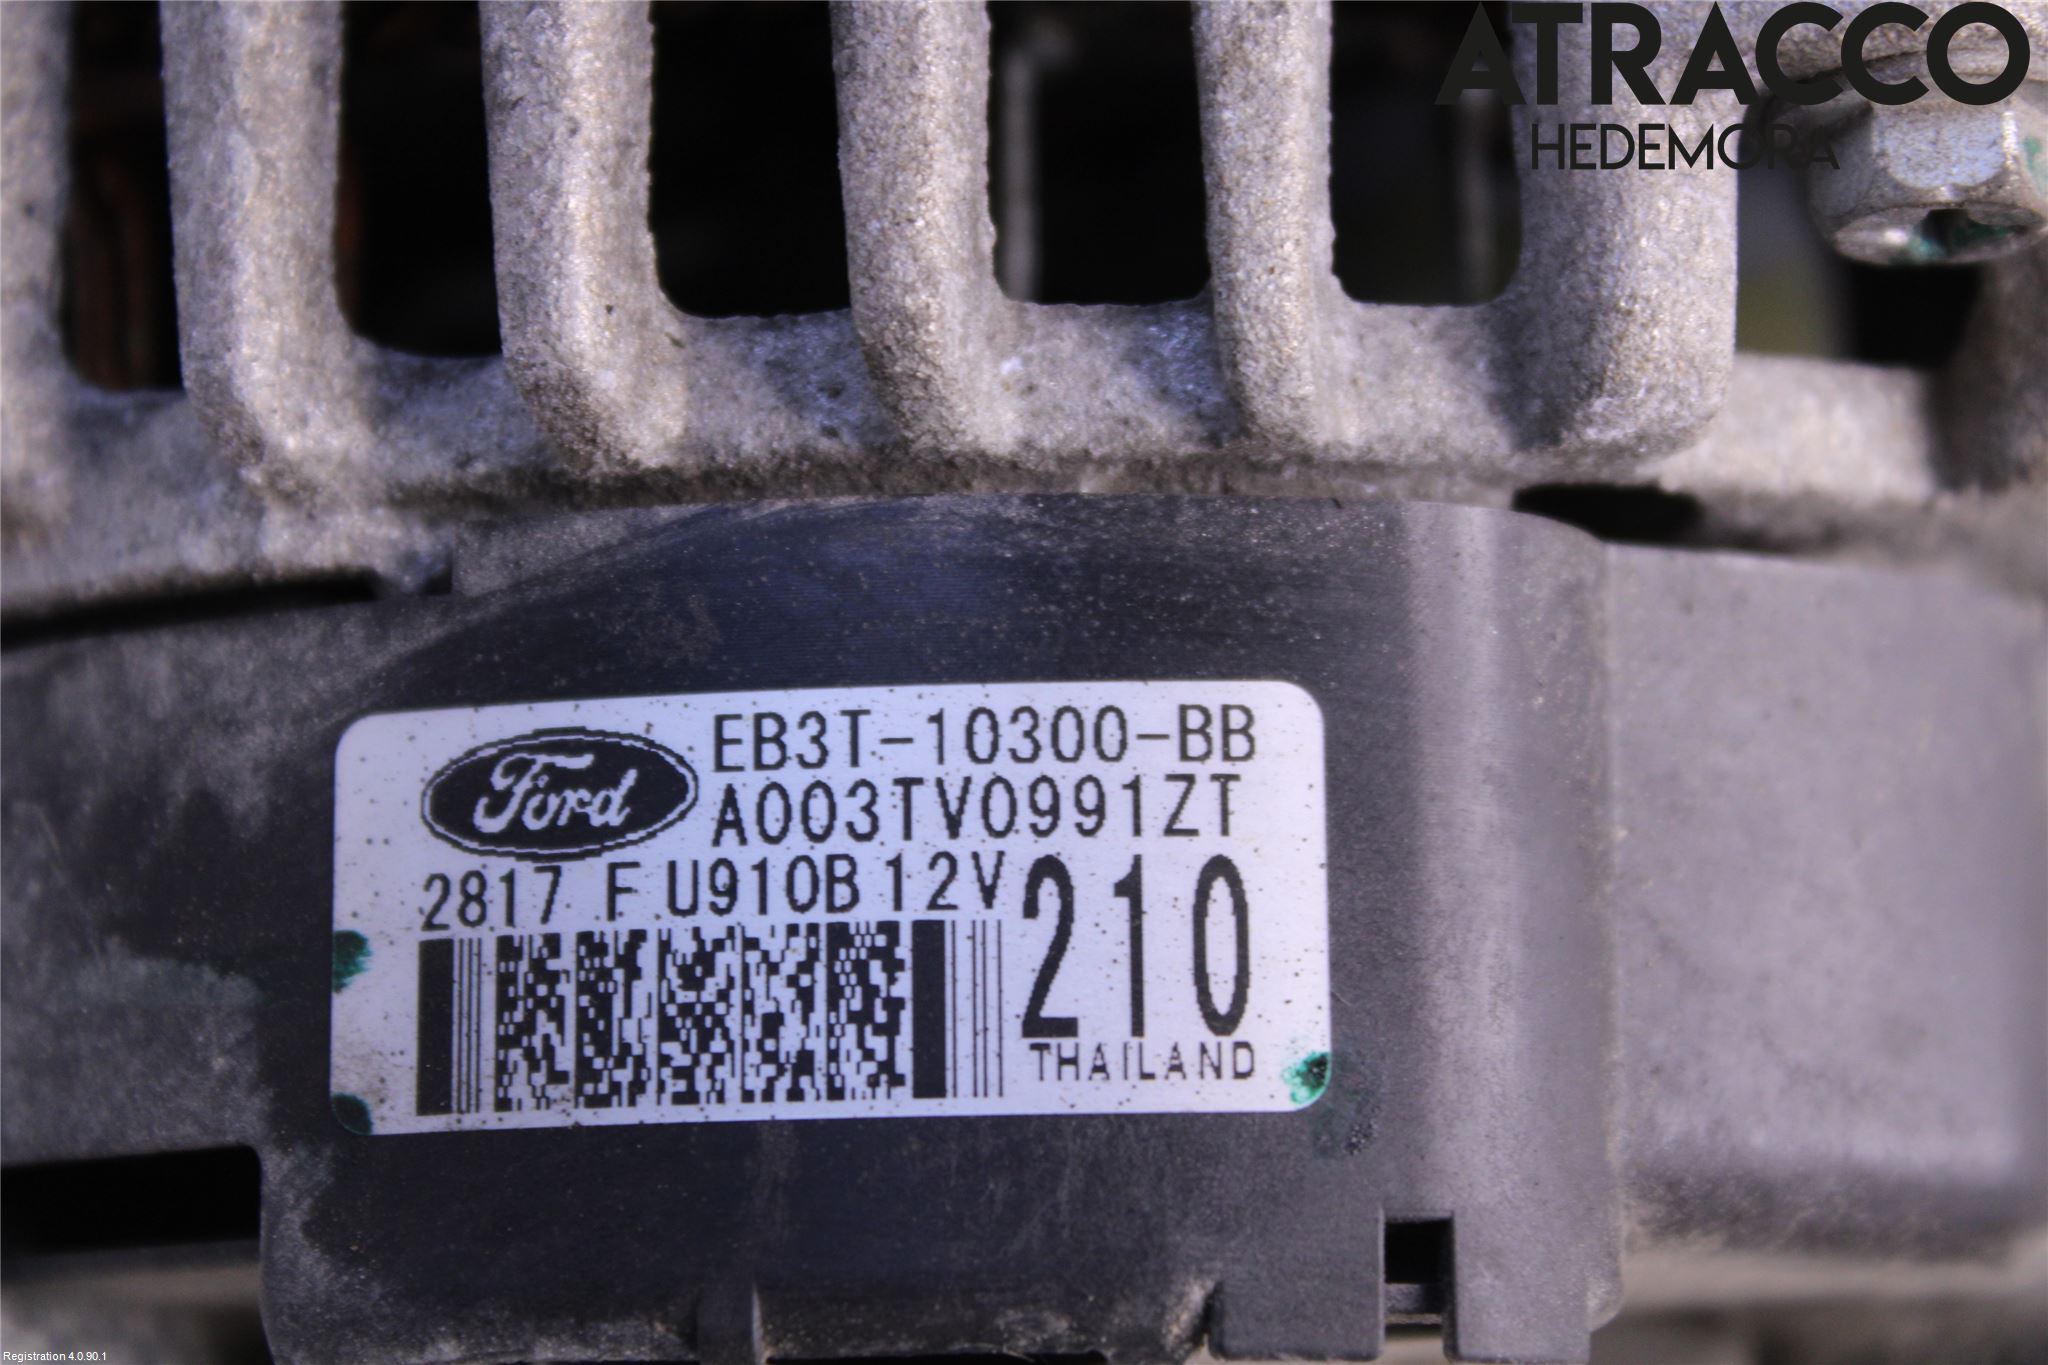 ATRACCO
HEDEMORA
Ford
EB3T-10300-BB
A003TV0991ZT
2817 F U910B 12V
210
THAILAND
Registration 4.0.90.1